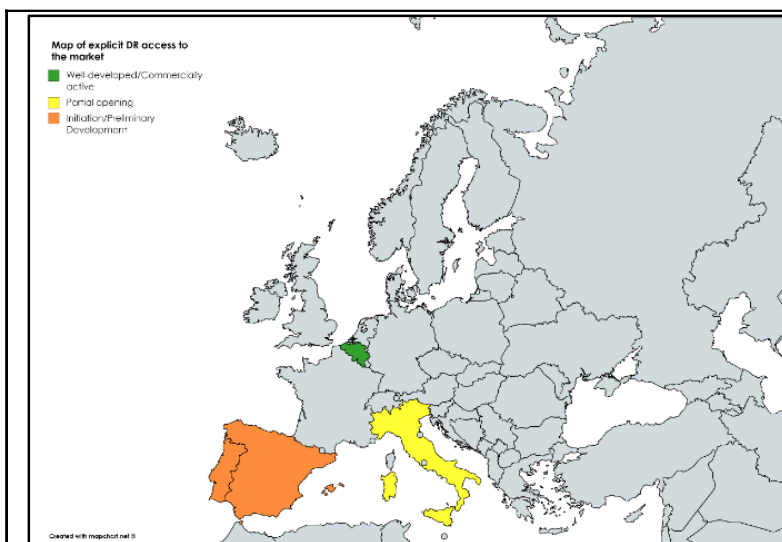 Map of explicit DR access to
the market
Well-developed/Commercially
active
Partial opening
Initiation/Preliminary
Development
Created with mapchart.net ®